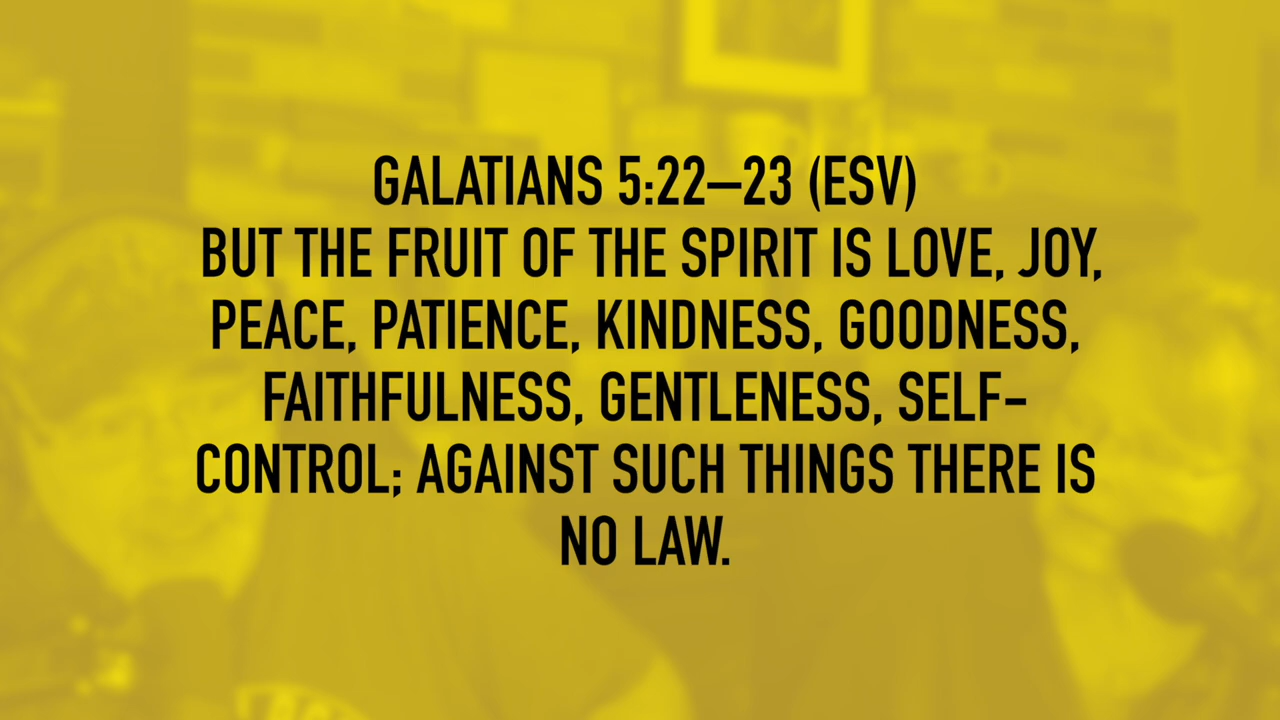 GALATIANS 5:22–23 (ESV)
BUT THE FRUIT OF THE SPIRIT IS LOVE, JOY,
PEACE, PATIENCE, KINDNESS, GOODNESS,
FAITHFULNESS, GENTLENESS, SELF-
CONTROL; AGAINST SUCH THINGS THERE IS
NO LAW.